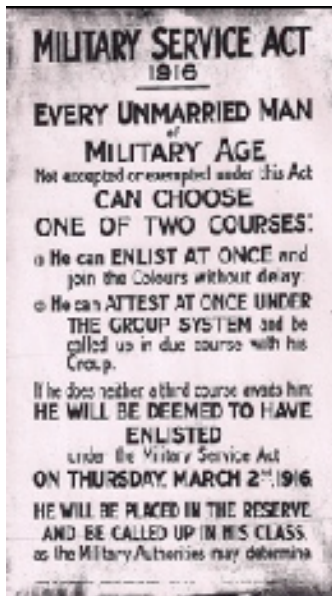 MILITARY SERVICE ACT
1916
EVERY UNMARRIED MAN
of
MILITARY AGE
Not excepted or exempted under this Act
CAN CHOOSE
ONE OF TWO COURSES:
He can ENLIST AT ONCE and
join the Colours without delay:
He can ATTEST AT ONCE UNDER
THE GROUP SYSTEM and be
called up in due course with his
Group.
If he does neither a third course awaits him:
HE WILL BE DEEMED TO HAVE
ENLISTED
under the Military Service Act
ON THURSDAY, MARCH 2ND, 1916.
HE WILL BE PLACED IN THE RESERVE,
AND BE CALLED UP IN HIS CLASS,
as the Military Authorities may determine